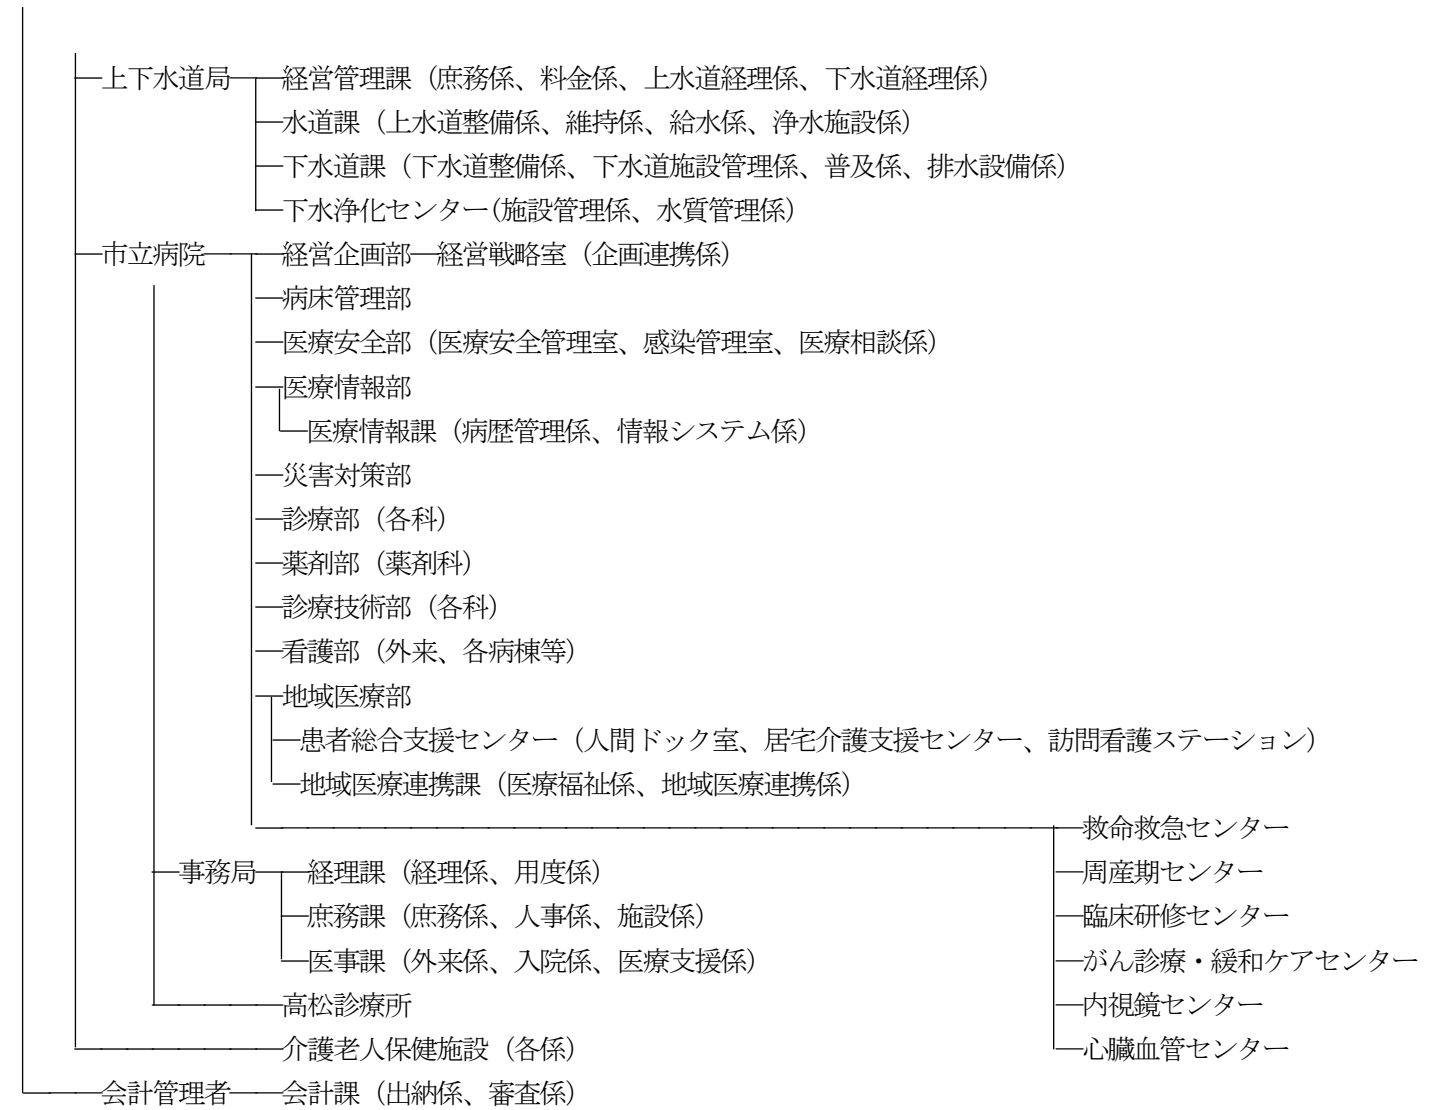 上下水道局 経営管理課（庶務係、料金係、上水道経理係、下水道経理係）
水道課（上水道整備係、維持係、給水係、浄水施設係）
下水道課（下水道整備係、下水道施設管理係、普及係、排水設備係）
下水浄化センター（施設管理係、水質管理係）
市立病院 経営企画部 経営戦略室（企画連携係）
病床管理部
医療安全部（医療安全管理室、感染管理室、医療相談係）
医療情報部
医療情報課（病歴管理係、情報システム係）
災害対策部
診療部（各科）
薬剤部（薬剤科）
診療技術部（各科）
看護部（外来、各病棟等）
地域医療部
患者総合支援センター（人間ドック室、居宅介護支援センター、訪問看護ステーション）
地域医療連携課（医療福祉係、地域医療連携係）
救命救急センター
事務局 経理課（経理係、用度係） 周産期センター
庶務課（庶務係、人事係、施設係） 臨床研修センター
医事課（外来係、入院係、医療支援係） がん診療・緩和ケアセンター
高松診療所 内視鏡センター
介護老人保健施設（各係） 心臓血管センター
会計管理者 会計課（出納係、審査係）